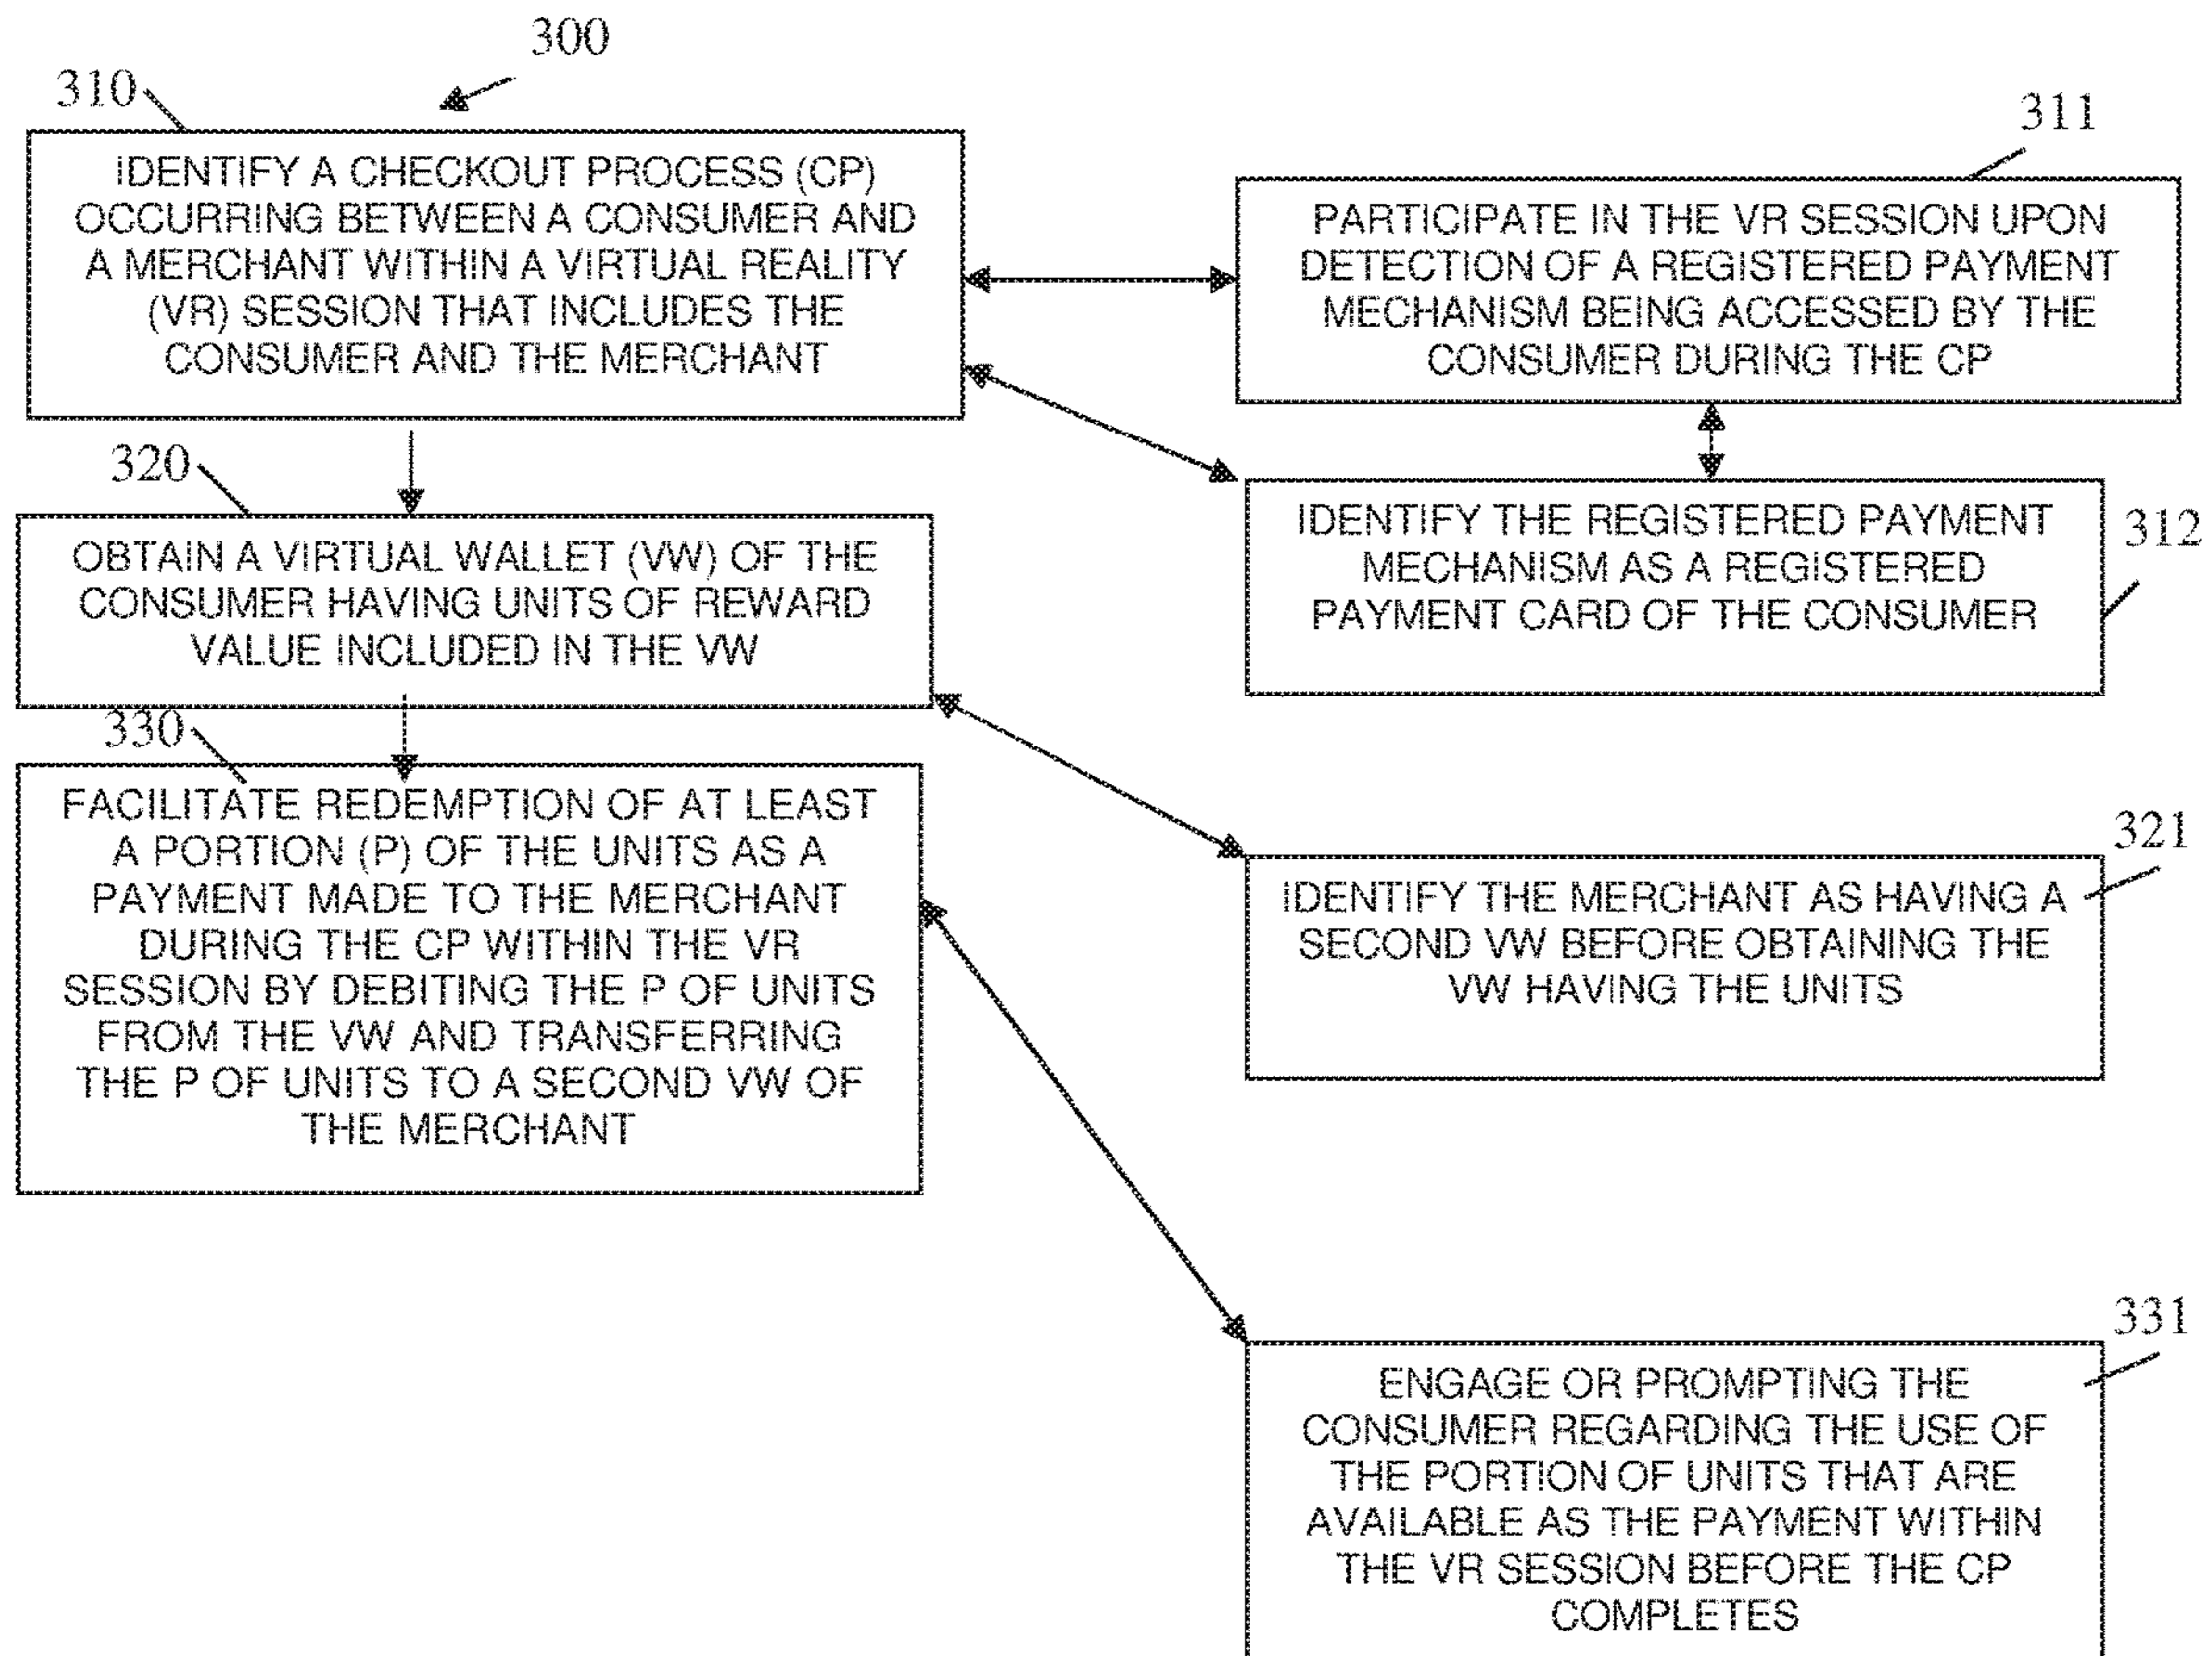 300
310
IDENTIFY A CHECKOUT PROCESS (CP)
OCCURRING BETWEEN A CONSUMER AND
A MERCHANT WITHIN A VIRTUAL REALITY
(VR) SESSION THAT INCLUDES THE
CONSUMER AND THE MERCHANT
311
PARTICIPATE IN THE VR SESSION UPON
DETECTION OF A REGISTERED PAYMENT
MECHANISM BEING ACCESSED BY THE
CONSUMER DURING THE CP
312
IDENTIFY THE REGISTERED PAYMENT
MECHANISM AS A REGISTERED
PAYMENT CARD OF THE CONSUMER
320
OBTAIN A VIRTUAL WALLET (VW) OF THE
CONSUMER HAVING UNITS OF REWARD
VALUE INCLUDED IN THE VW
321
IDENTIFY THE MERCHANT AS HAVING A
SECOND VW BEFORE OBTAINING THE
VW HAVING THE UNITS
330
FACILITATE REDEMPTION OF AT LEAST
A PORTION (P) OF THE UNITS AS A
PAYMENT MADE TO THE MERCHANT
DURING THE CP WITHIN THE VR
SESSION BY DEBITING THE P OF UNITS
FROM THE VW AND TRANSFERRING
THE P OF UNITS TO A SECOND VW OF
THE MERCHANT
331
ENGAGE OR PROMPTING THE
CONSUMER REGARDING THE USE OF
THE PORTION OF UNITS THAT ARE
AVAILABLE AS THE PAYMENT WITHIN
THE VR SESSION BEFORE THE CP
COMPLETES